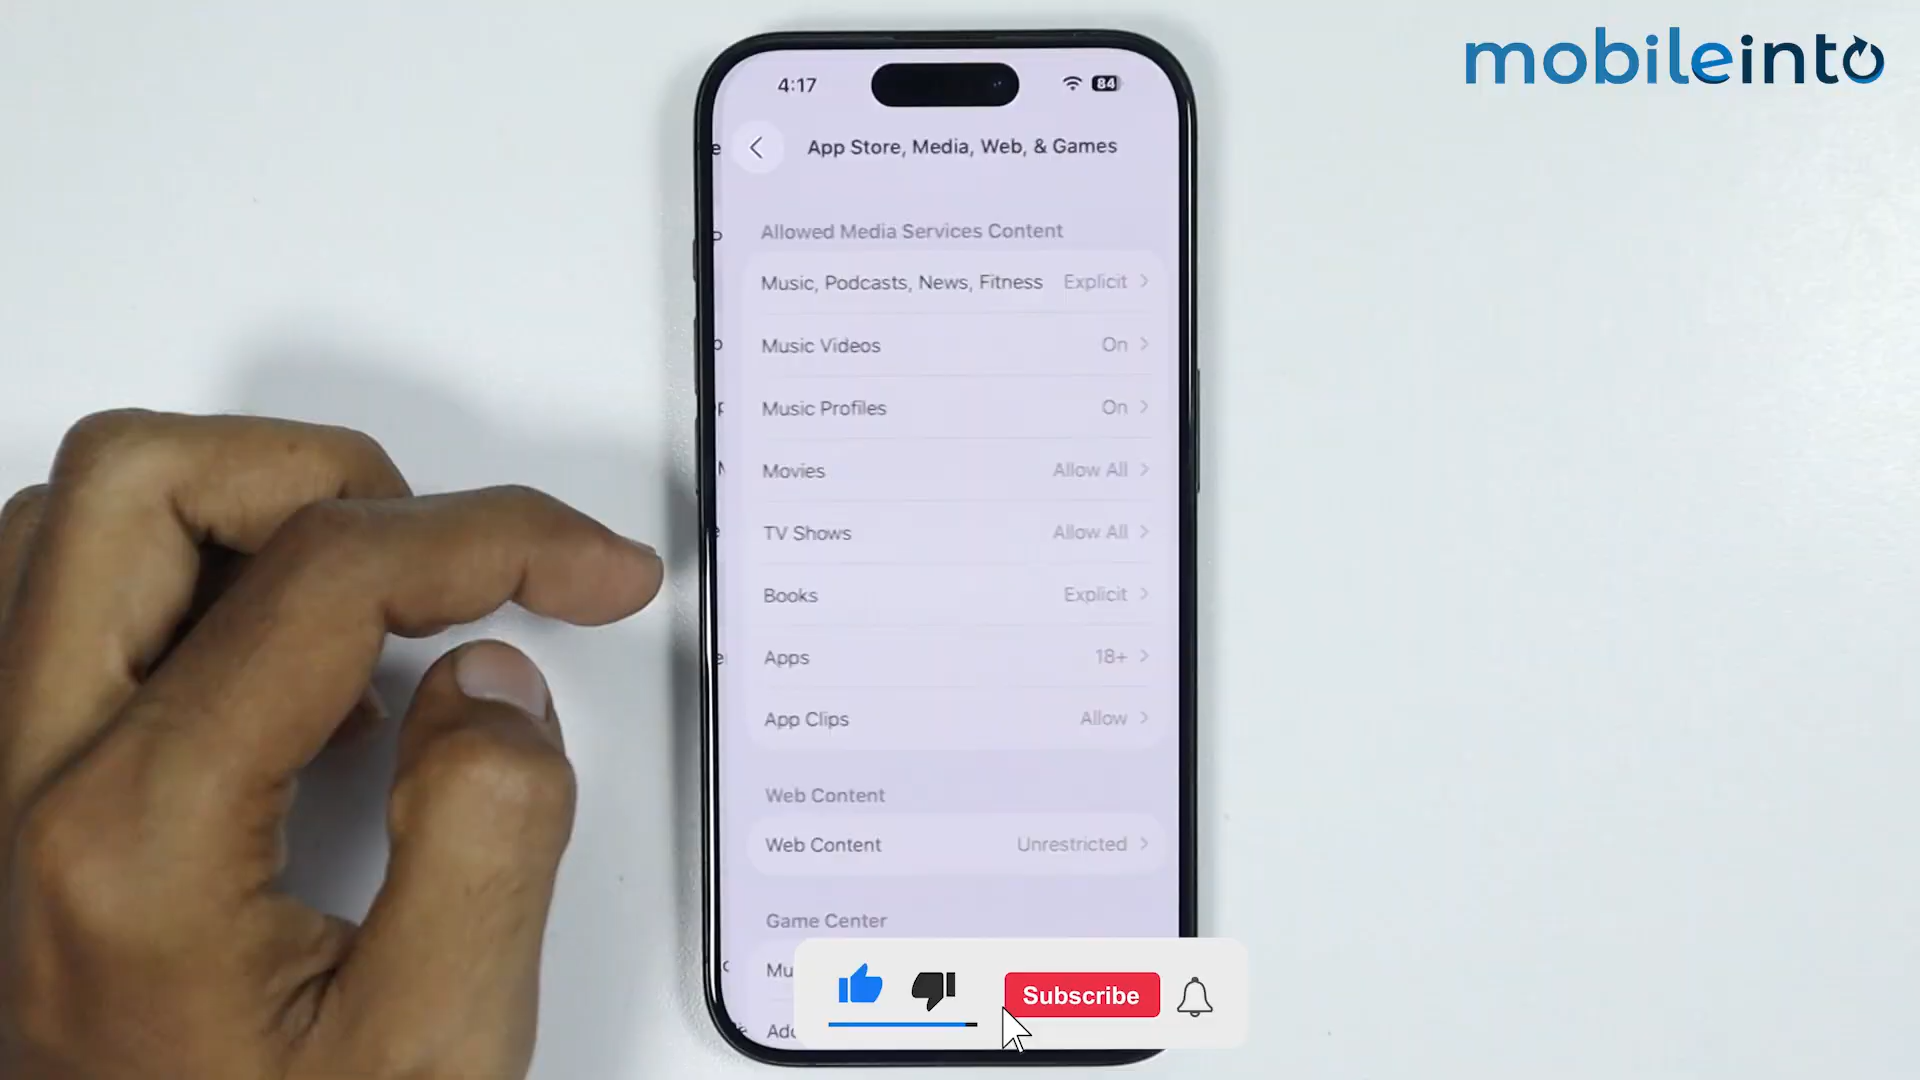 mobileinto
4:17
84
App Store, Media, Web, & Games
Allowed Media Services Content
Music, Podcasts, News, Fitness Explicit
Music Videos On
Music Profiles On
Movies Allow All
TV Shows Allow All
Books Explicit
Apps 18+
App Clips Allow
Web Content
Web Content Unrestricted
Game Center
Subscribe